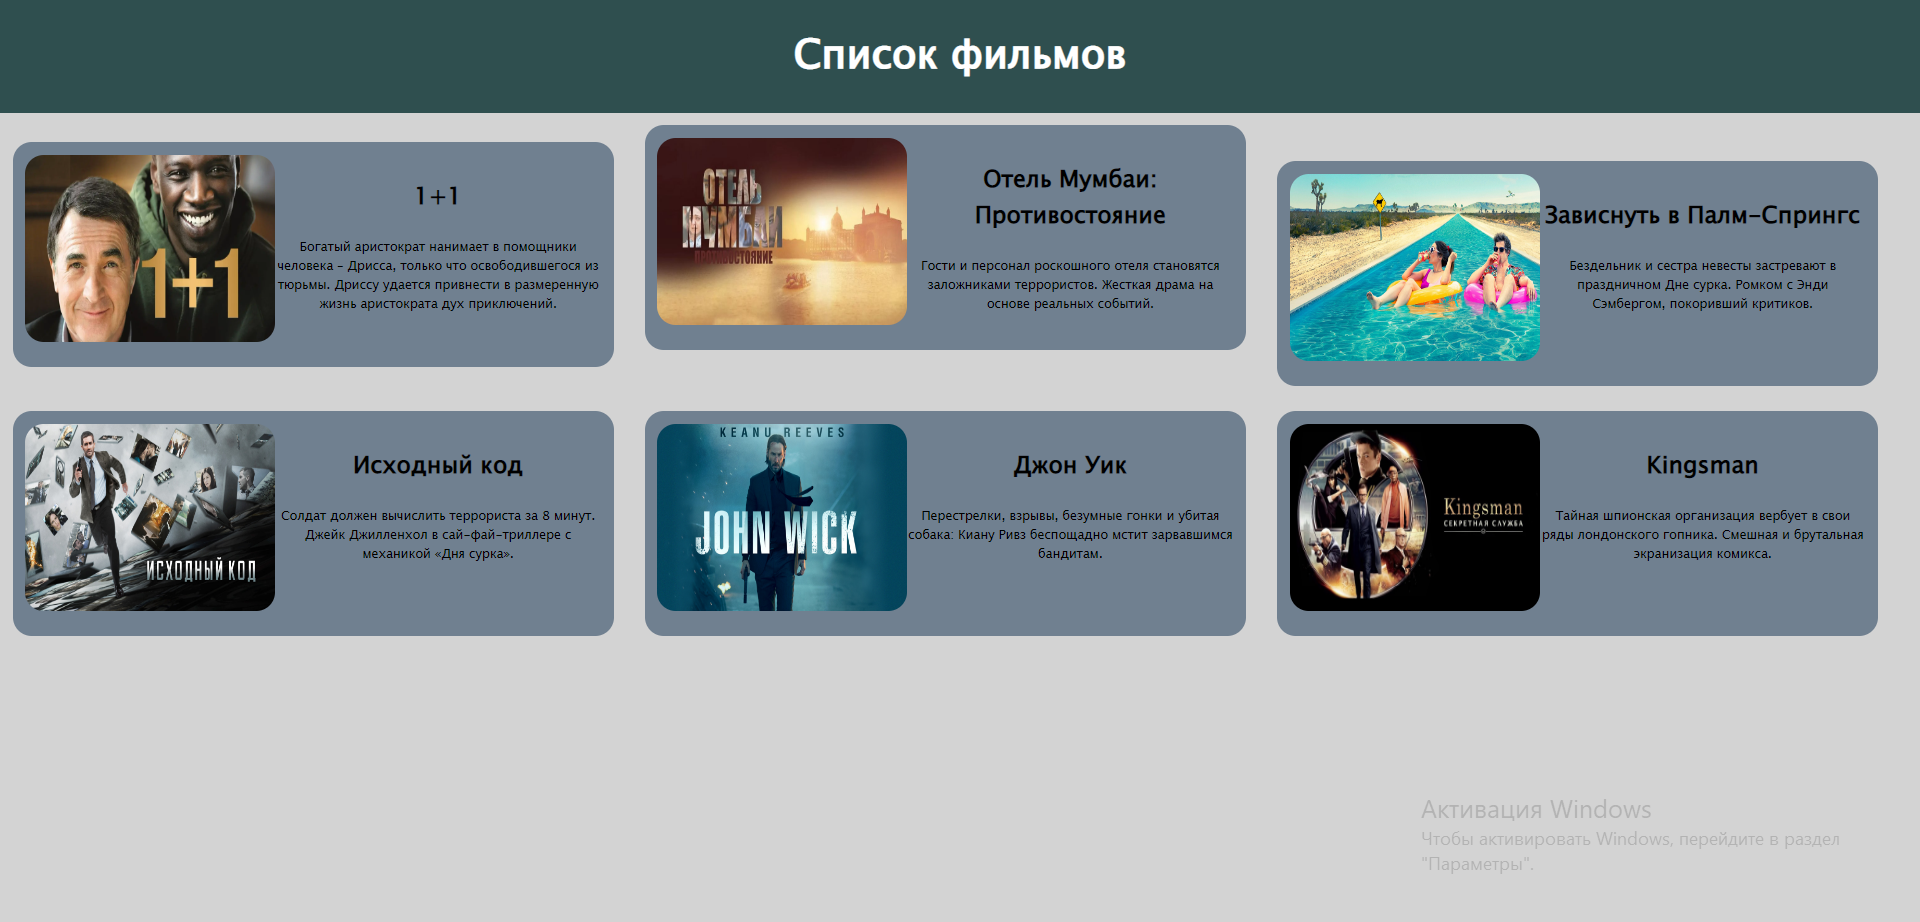 Список фильмов
1+1
1+1
Богатый аристократ нанимает в помощники
человека - Дрисса, только что освободившегося из
тюрьмы. Дриссу удается привнести в размеренную
жизнь аристократа дух приключений.
ОТЕЛЬ
МУМБАИ
ПРОТИВОСТОЯНИЕ
Отель Мумбаи:
Противостояние
Гости и персонал роскошного отеля становятся
заложниками террористов. Жесткая драма на
основе реальных событий.
Зависнуть в Палм-Спрингс
Бездельник и сестра невесты застревают в
праздничном Дне сурка. Ромком с Энди
Сэмбергом, покоривший критиков.
ИСХОДНЫЙ КОД
Исходный код
Солдат должен вычислить террориста за 8 минут.
Джейк Джилленхол в сай-фай-триллере с
механикой «Дня сурка».
KEANU REEVES
JOHN WICK
Джон Уик
Перестрелки, взрывы, безумные гонки и убитая
собака: Киану Ривз беспощадно мстит зарвавшимся
бандитам.
Kingsman
СЕКРЕТНАЯ СЛУЖБА
Kingsman
Тайная шпионская организация вербует в свои
ряды лондонского гопника. Смешная и брутальная
экранизация комикса.
Активация Windows
Чтобы активировать Windows, перейдите в раздел
"Параметры".